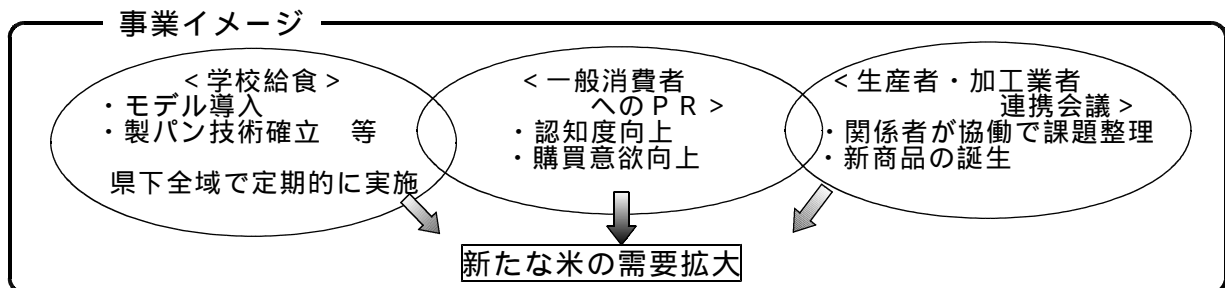 事業イメージ
<学校給食>
・モデル導入
・製パン技術確立 等
県下全域で定期的に実施
<一般消費者
へのPR>
・認知度向上
・購買意欲向上
<生産者・加工業者
連携会議>
・関係者が協働で課題整理
・新商品の誕生
新たな米の需要拡大